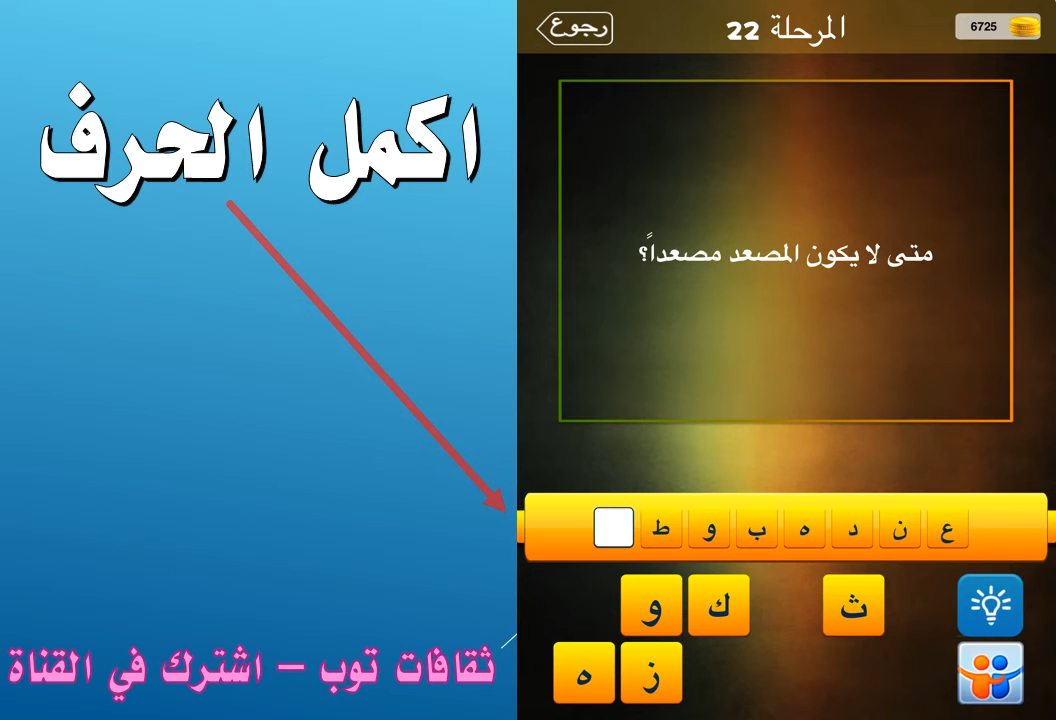 اكمل الحرف
ثقافات توب – اشترك في القناة
رجوع
المرحلة 22
6725
متى لا يكون المصعد مصعداً؟
ع ن د ه ب و ط
و ك ث
ه ز